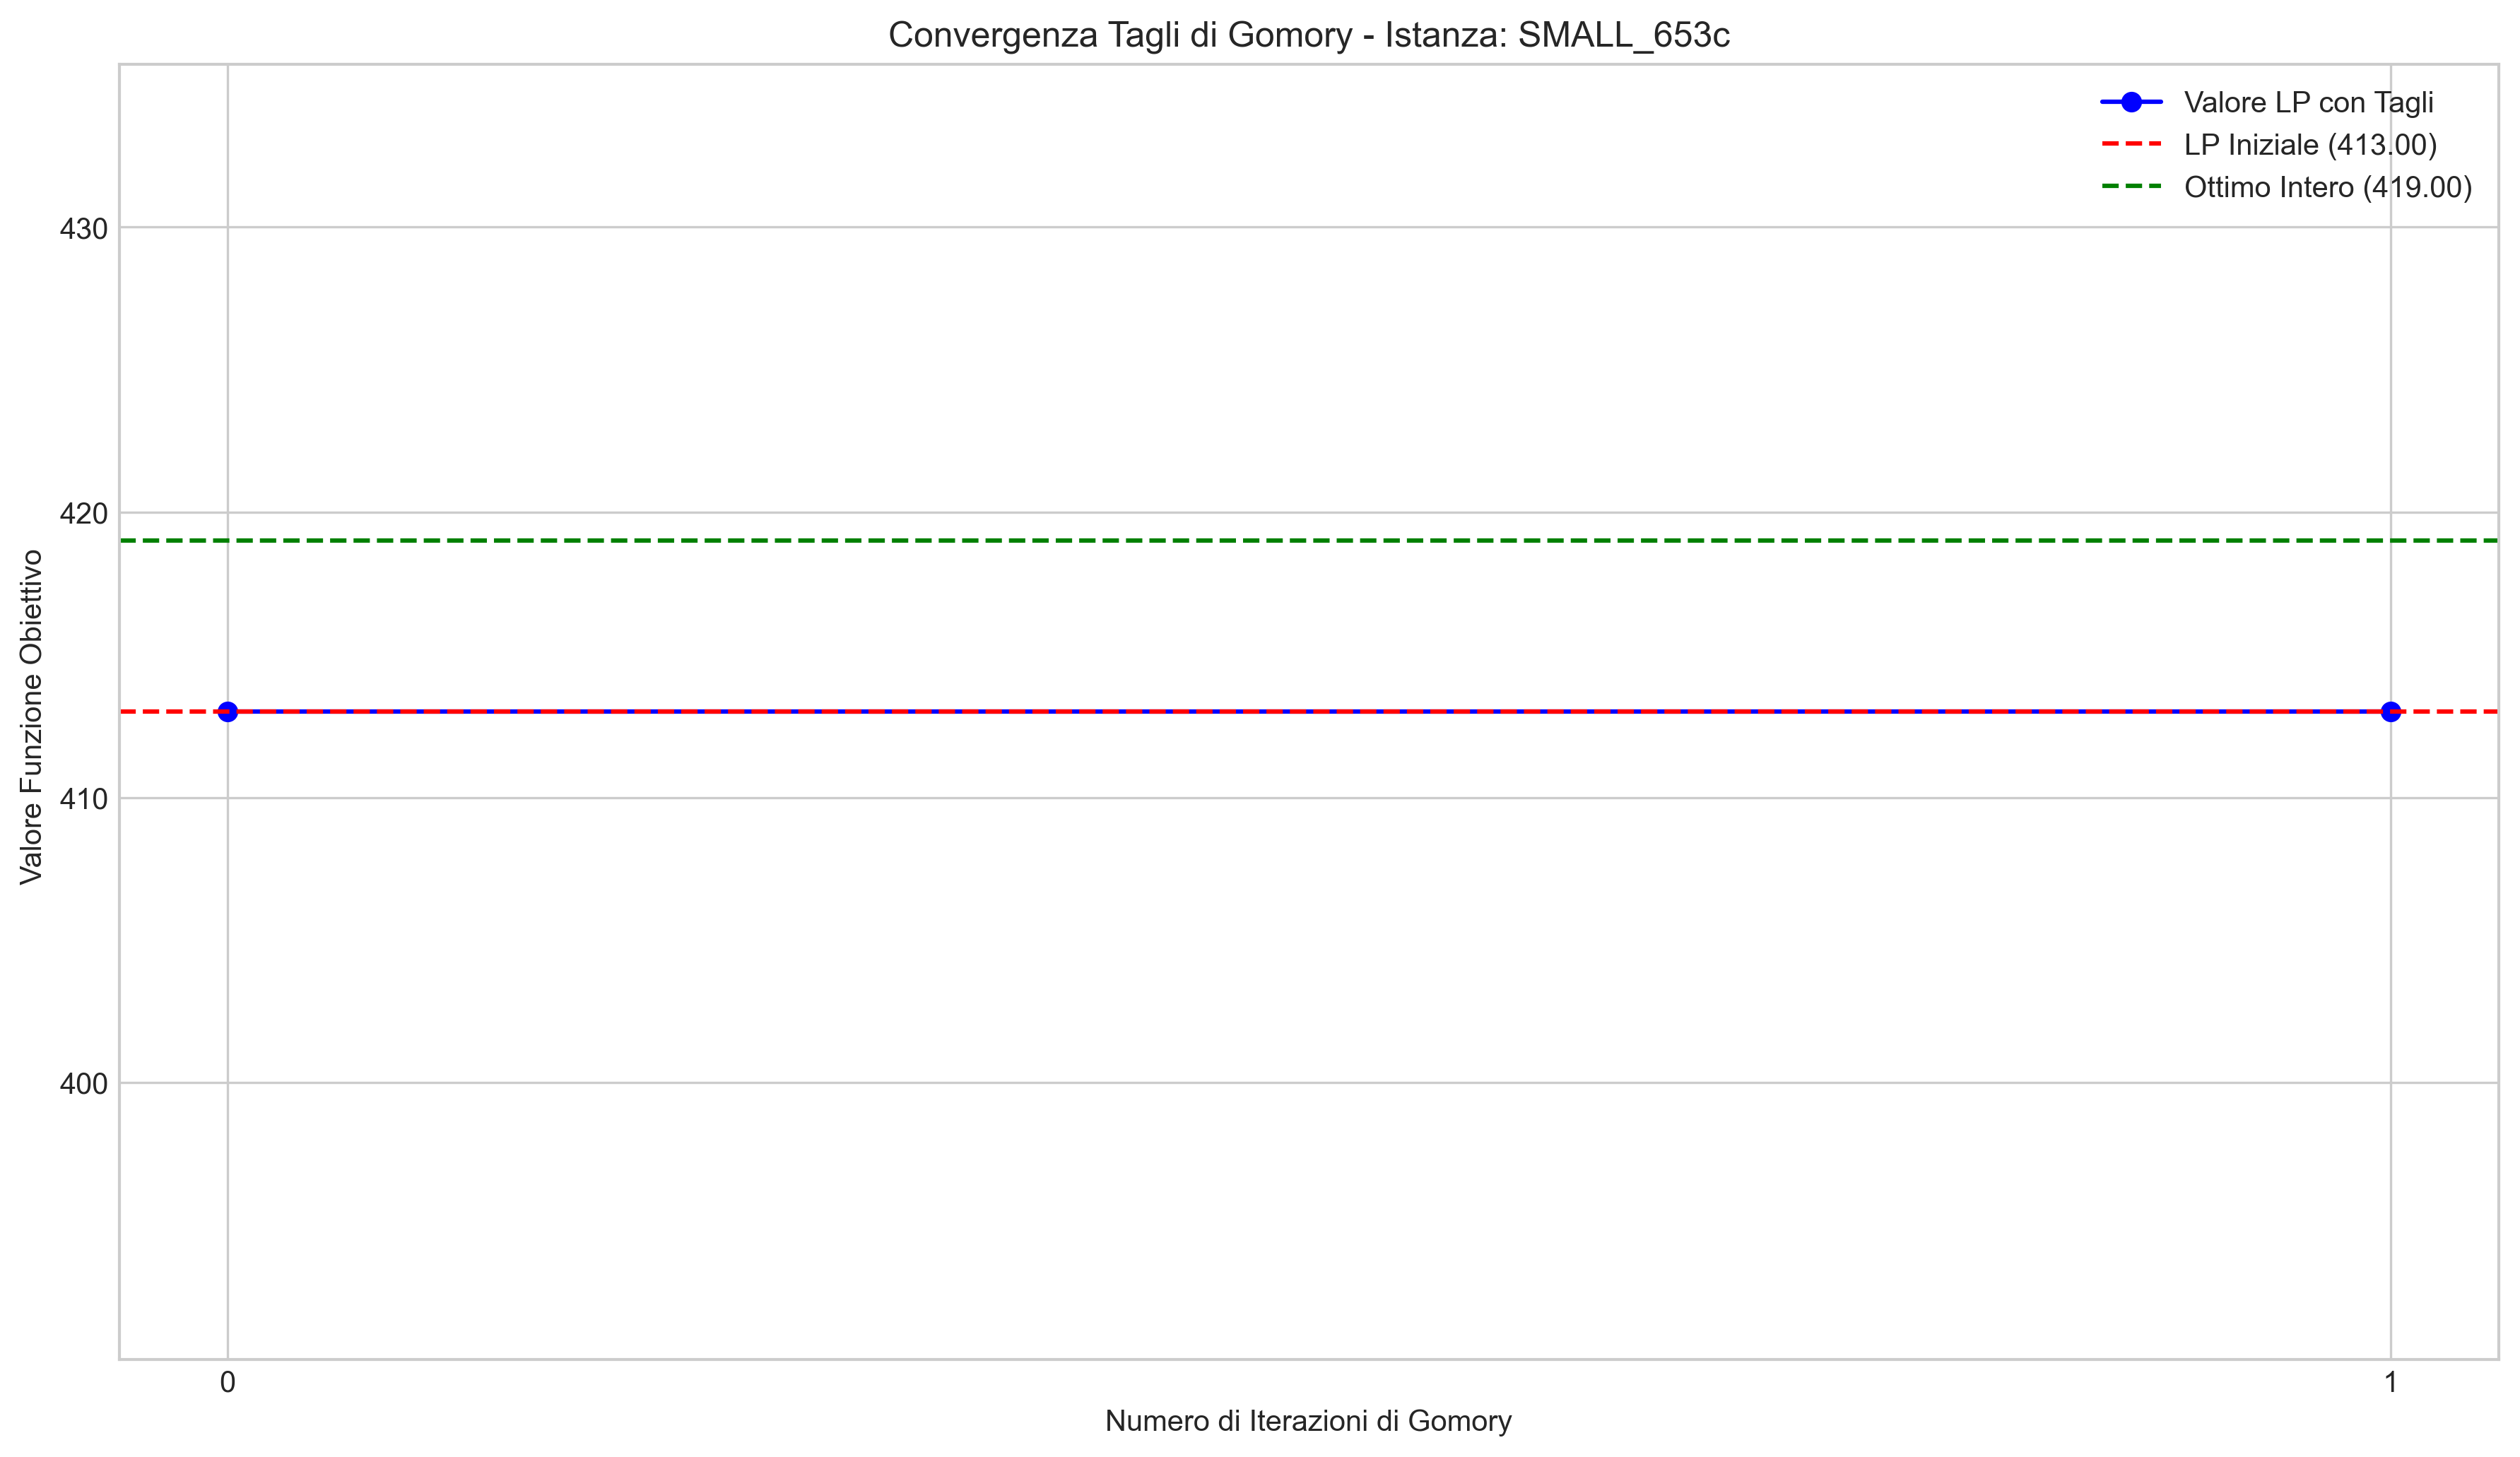 Convergenza Tagli di Gomory - Istanza: SMALL_653c
Valore LP con Tagli
LP Iniziale (413.00)
Ottimo Intero (419.00)
430
420
410
400
Valore Funzione Obiettivo
0
1
Numero di Iterazioni di Gomory